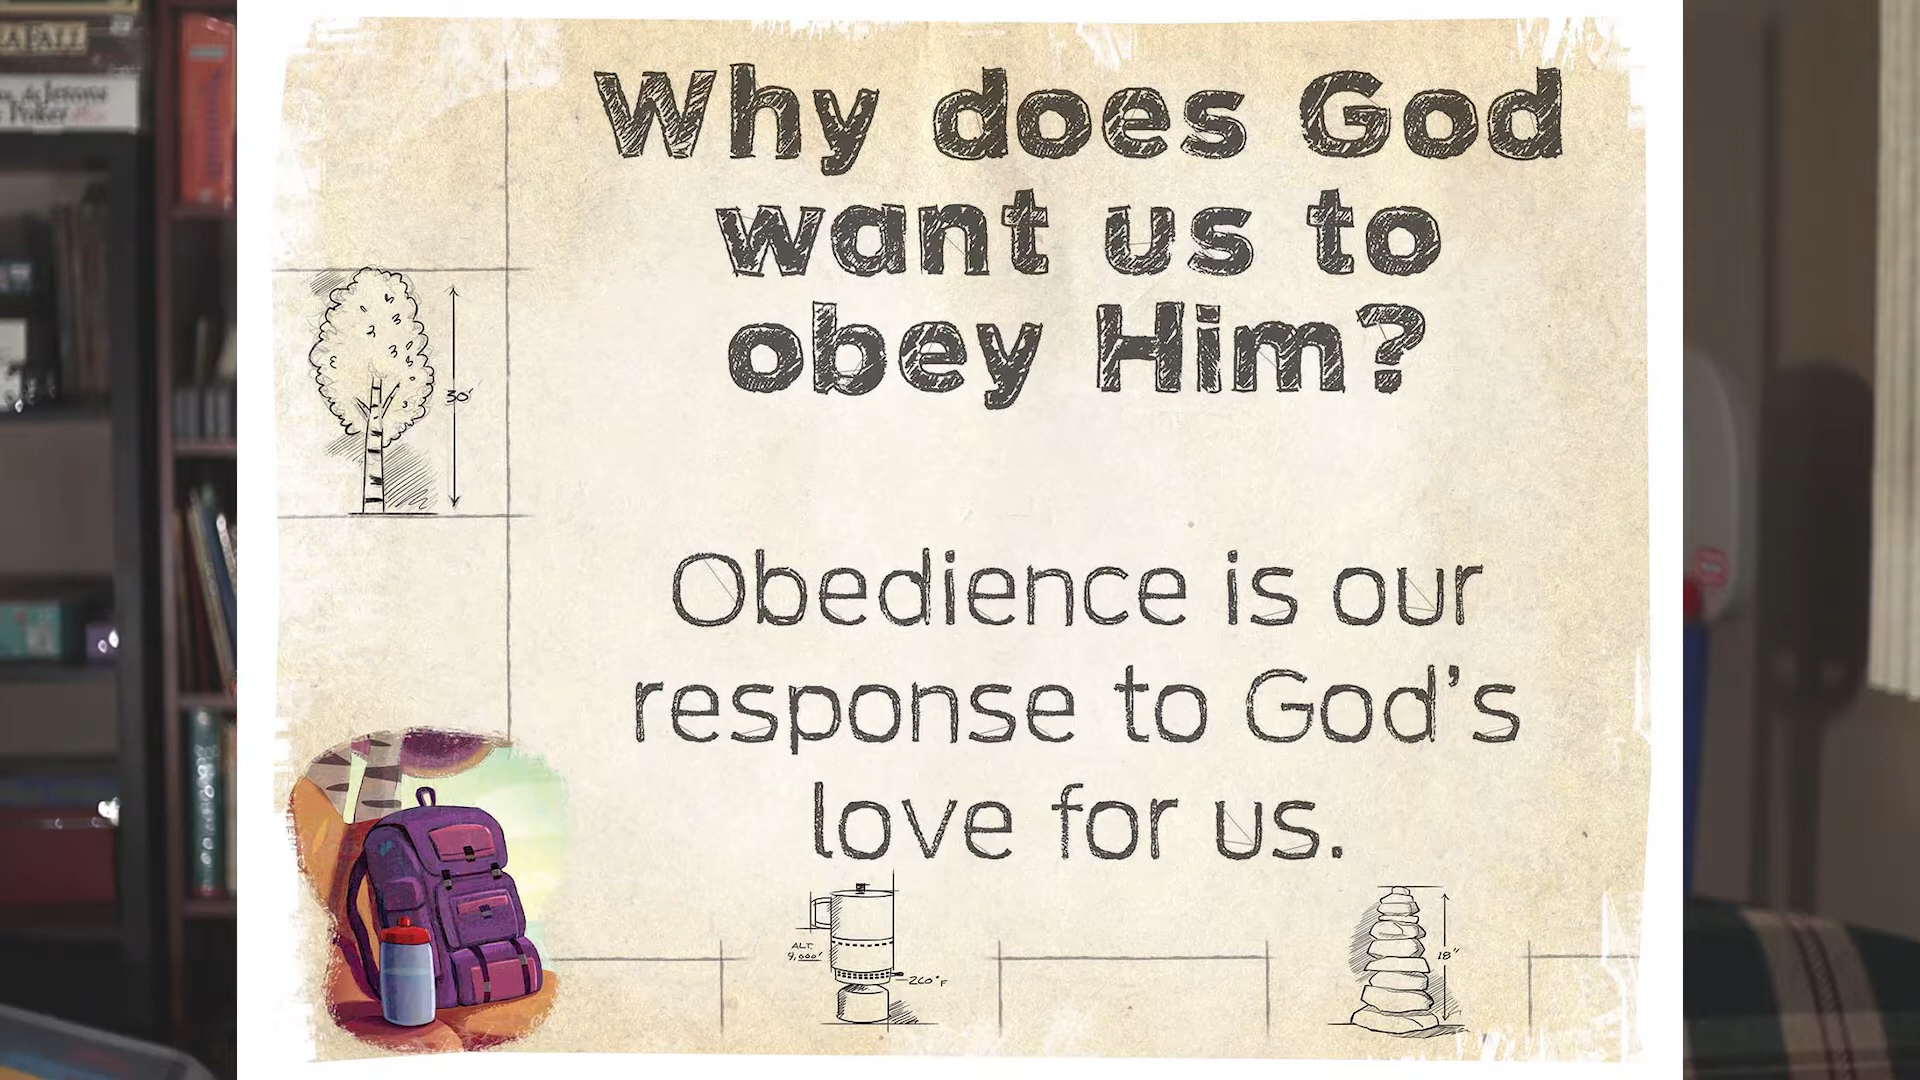 Why does God
want us to
obey Him?
Obedience is our
response to God's
love for us.
30'
ALT.
9,000'
260°F
18"